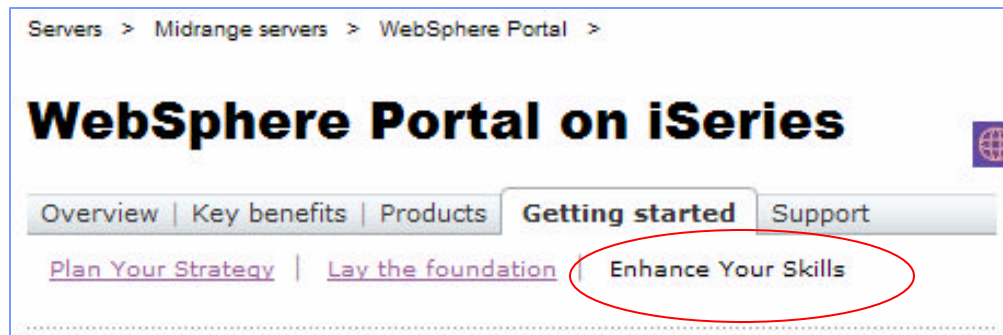 Servers > Midrange servers > WebSphere Portal >
WebSphere Portal on iSeries
Overview | Key benefits | Products Getting started Support
Plan Your Strategy | Lay the foundation | Enhance Your Skills